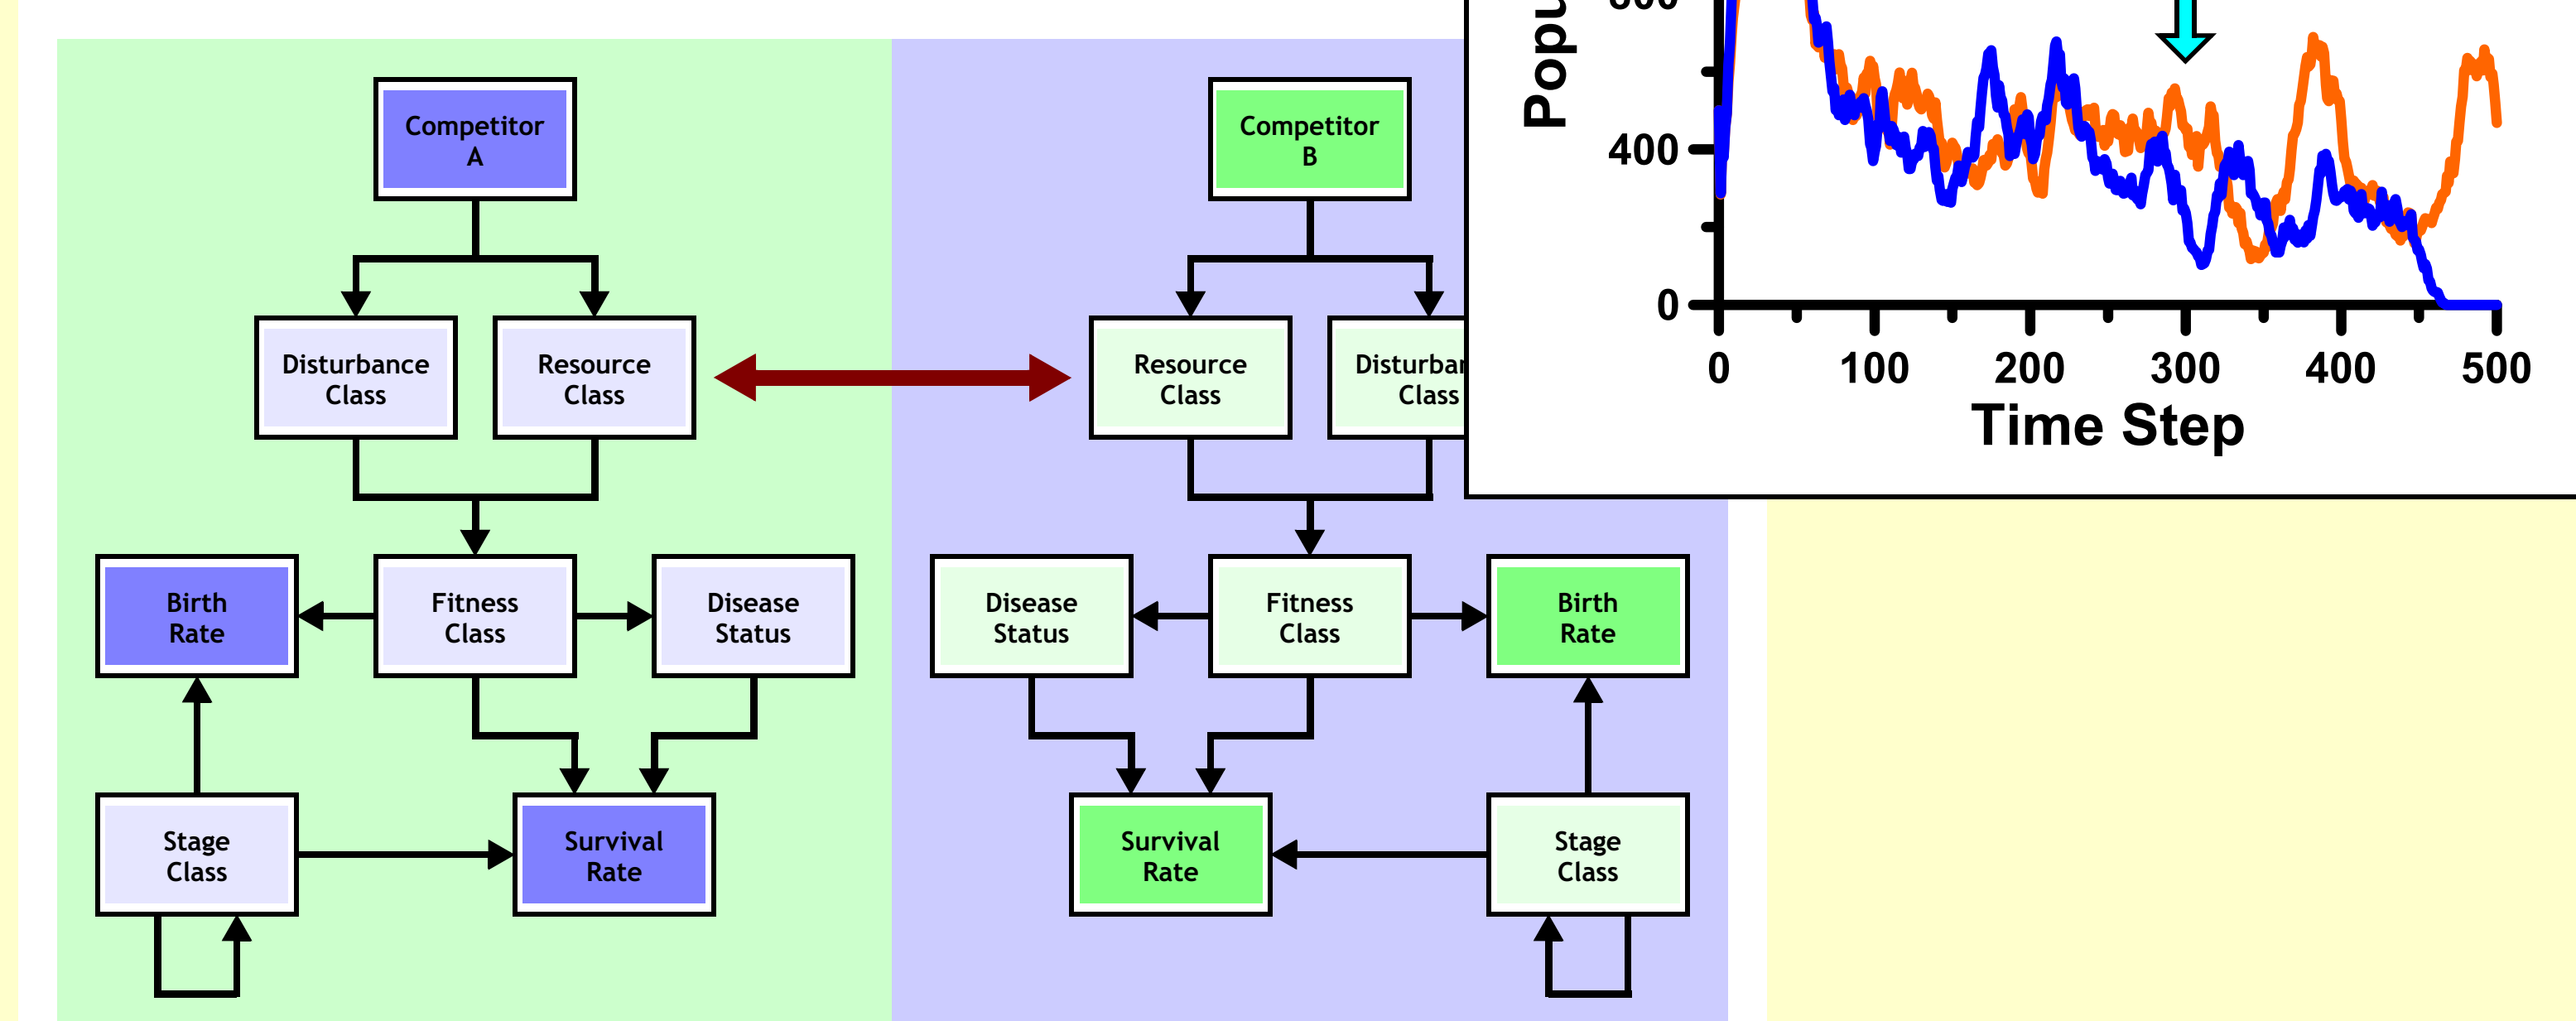 Competitor
A
Competitor
B
Disturbance
Class
Resource
Class
Resource
Class
Class
Birth
Rate
Fitness
Class
Disease
Status
Disease
Status
Fitness
Class
Birth
Rate
Stage
Class
Survival
Rate
Survival
Rate
Stage
Class
400
0
0 100 200 300 400 500
Time Step